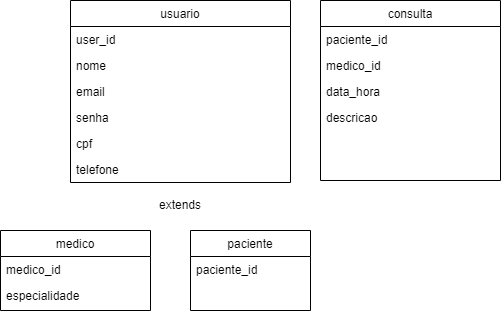 usuario
user_id
nome
email
senha
cpf
telefone
consulta
paciente_id
medico_id
data_hora
descricao
extends
medico
medico_id
especialidade
paciente
paciente_id